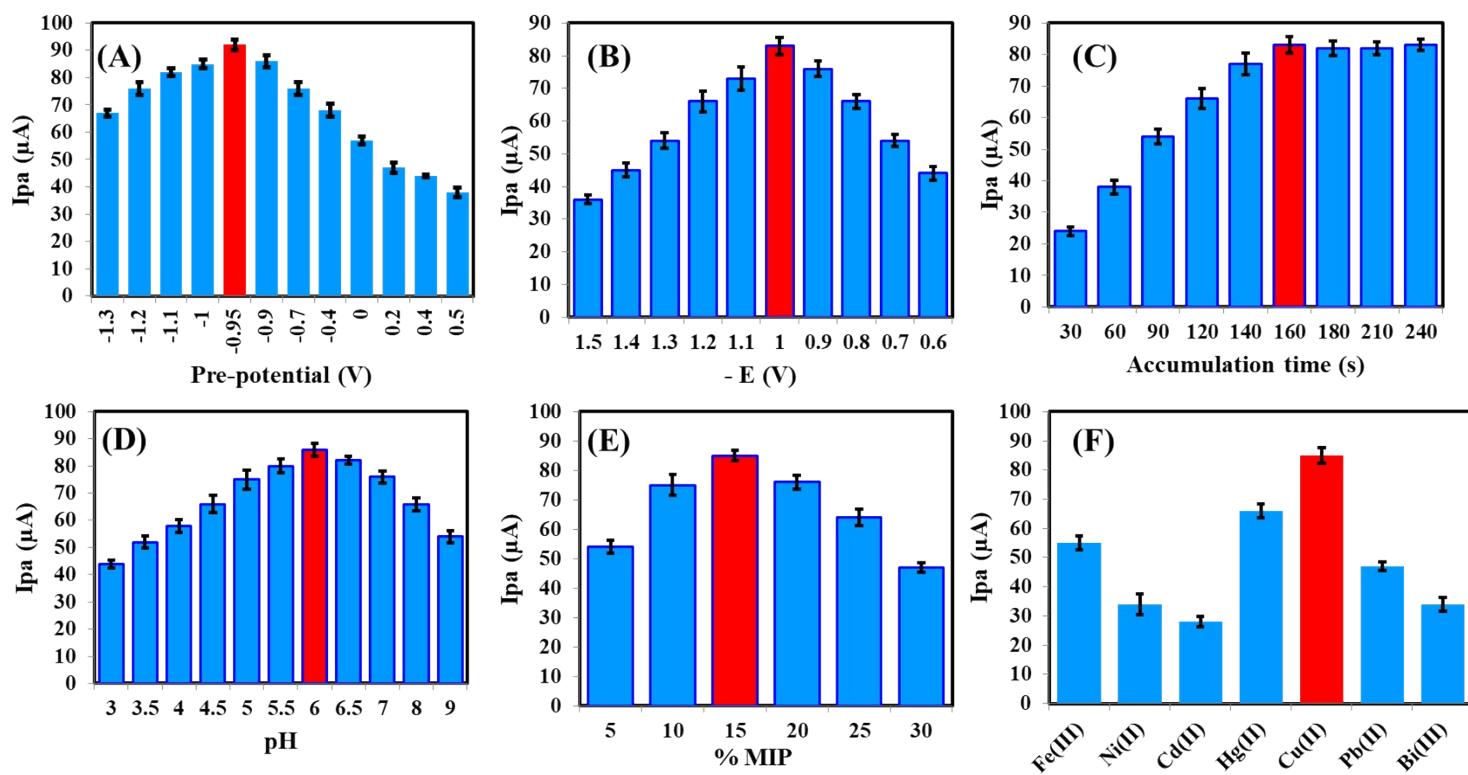 (A)
Ipa (µA)
100
90
80
70
60
50
40
30
20
10
0
-1.3 -1.2 -1.1 -1 -0.95 -0.9 -0.7 -0.4 0 0.2 0.4 0.5
Pre-potential (V)
(B)
Ipa (µA)
90
80
70
60
50
40
30
20
10
0
1.5 1.4 1.3 1.2 1.1 1 0.9 0.8 0.7 0.6
- E (V)
(C)
Ipa (µA)
90
80
70
60
50
40
30
20
10
0
30 60 90 120 140 160 180 210 240
Accumulation time (s)
(D)
Ipa (µA)
100
90
80
70
60
50
40
30
20
10
0
3 3.5 4 4.5 5 5.5 6 6.5 7 8 9
pH
(E)
Ipa (µA)
100
90
80
70
60
50
40
30
20
10
0
5 10 15 20 25 30
% MIP
(F)
Ipa (µA)
100
90
80
70
60
50
40
30
20
10
0
Fe(III) Ni(II) Cd(II) Hg(II) Cu(II) Pb(II) Bi(III)